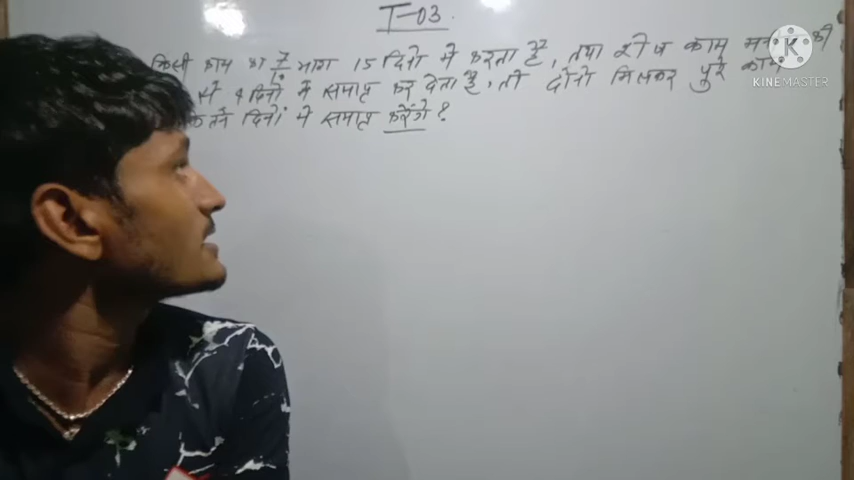 T-03.
किसी काम का 7/10 भाग 15 दिनो मे करता है, तथा शेष काम की
से 4 दिनो मे समाप्त कर देता है, तो दोनो मिलकर पुरे काम
कितने दिनों मे समाप्त करेंगे ?
K
KINEMASTER